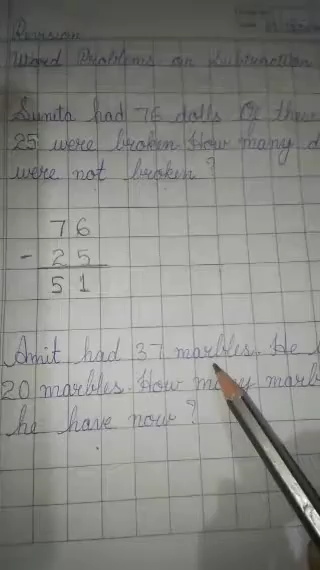 Revision
Word Problems on Subtraction
Sunita had 76 dolls Of these
25 were broken. How many
were not broken?
76
- 25
51
Amit had 37 marbles. He
20 marbles. How many
he have now?